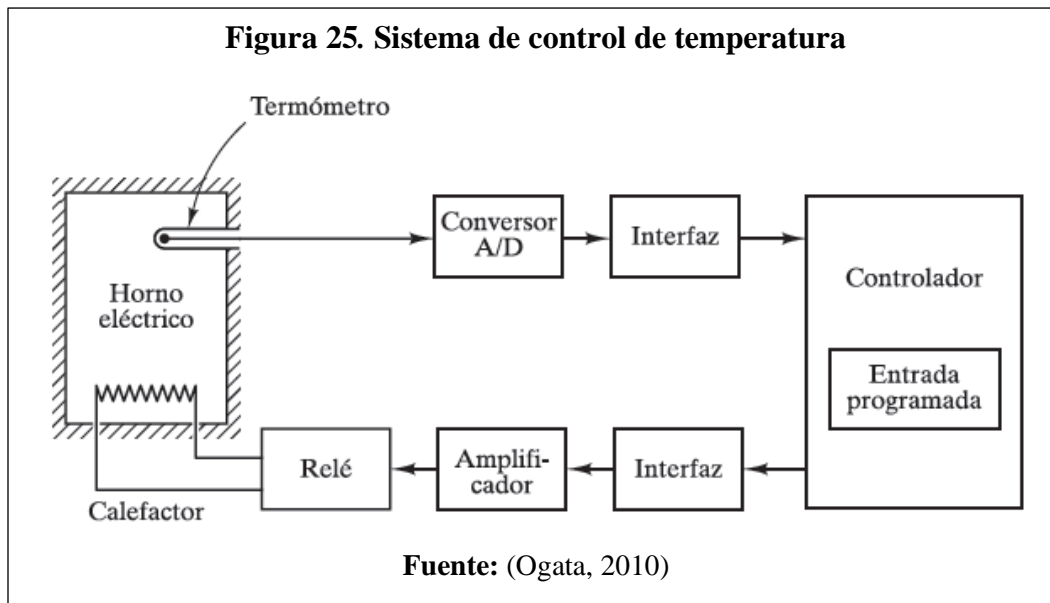 Figura 25. Sistema de control de temperatura
Termómetro
Conversor
A/D
Interfaz
Controlador
Horno
eléctrico
Entrada
programada
Relé
Amplifi-
cador
Interfaz
Calefactor
Fuente: (Ogata, 2010)